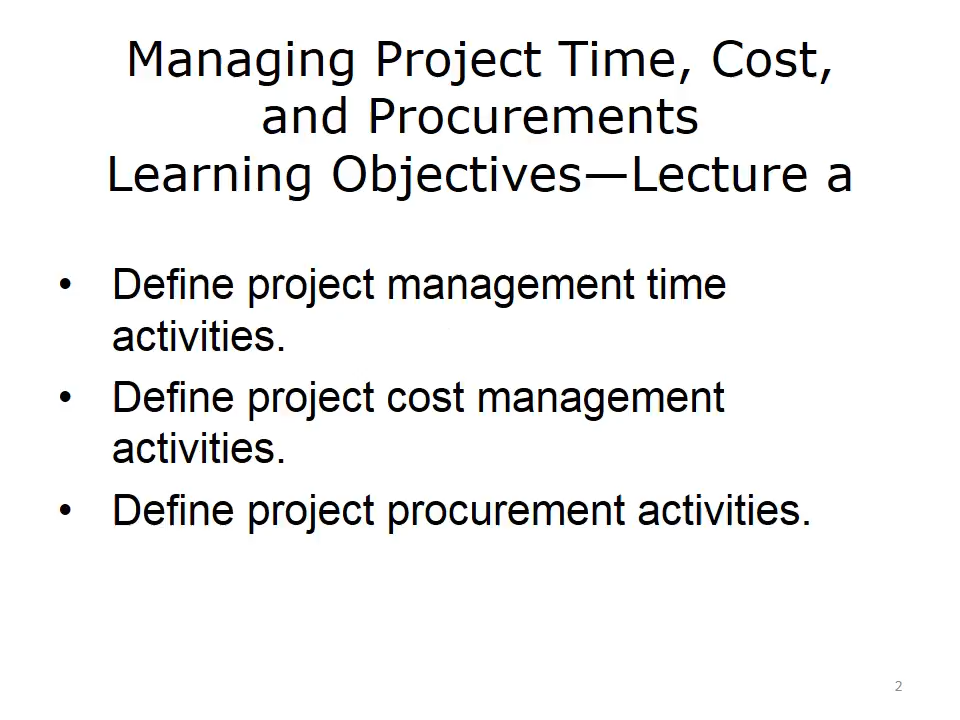 Managing Project Time, Cost,
and Procurements
Learning Objectives—Lecture a
• Define project management time
activities.
• Define project cost management
activities.
• Define project procurement activities.
2